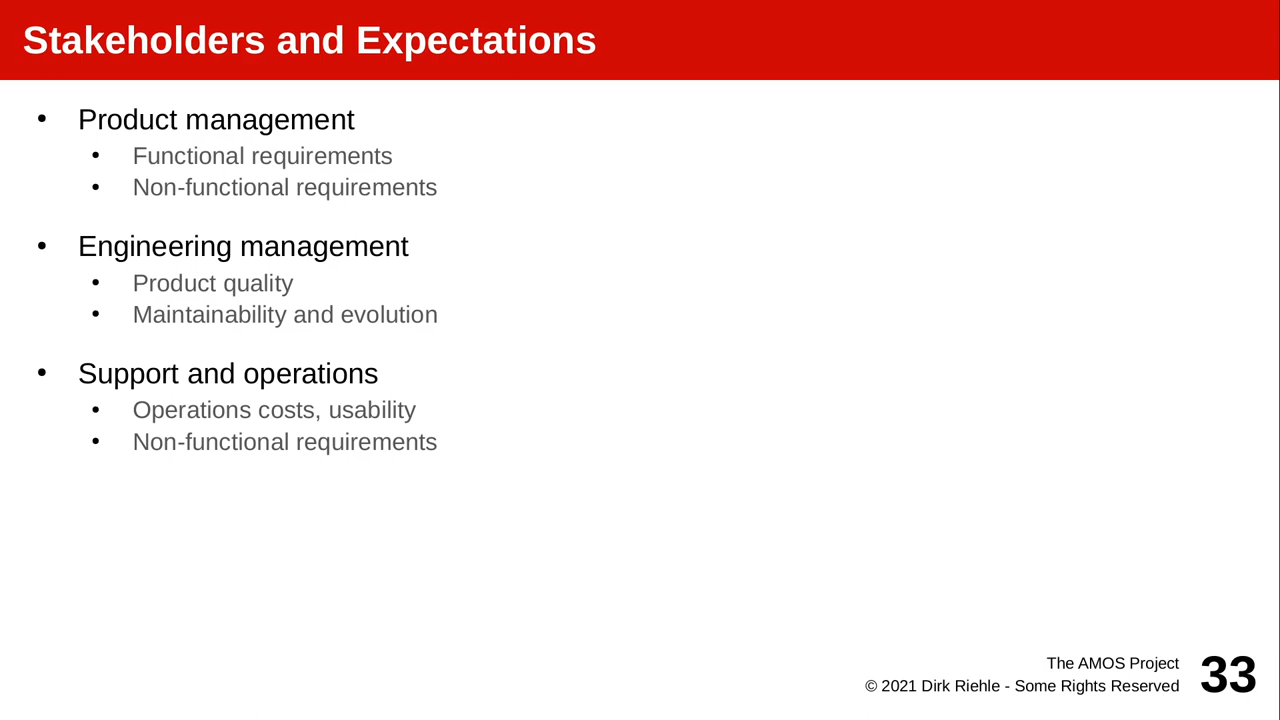 Stakeholders and Expectations
• Product management
• Functional requirements
• Non-functional requirements
• Engineering management
• Product quality
• Maintainability and evolution
• Support and operations
• Operations costs, usability
• Non-functional requirements
The AMOS Project
© 2021 Dirk Riehle - Some Rights Reserved
33